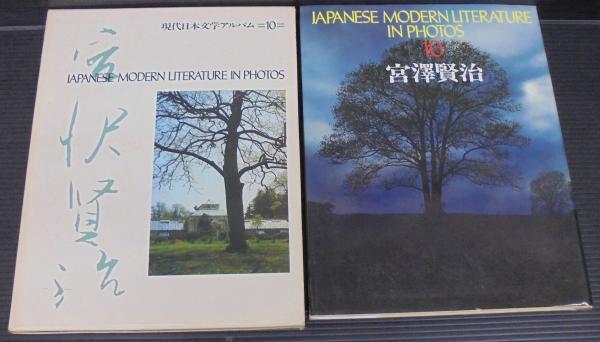 現代日本文学アルバム=10=
JAPANESE MODERN LITERATURE IN PHOTOS
宮沢賢治
JAPANESE MODERN LITERATURE
IN PHOTOS
10
宮澤賢治